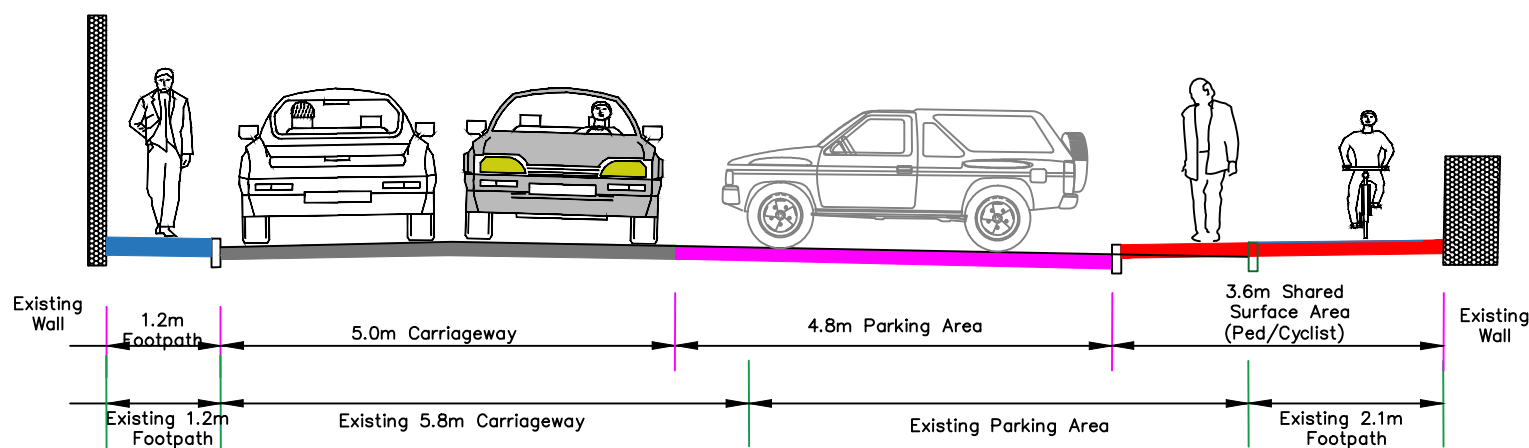 Existing
Wall
1.2m
Footpath
5.0m Carriageway
4.8m Parking Area
3.6m Shared
Surface Area
(Ped/Cyclist)
Existing
Wall
Existing 1.2m
Footpath
Existing 5.8m Carriageway
Existing Parking Area
Existing 2.1m
Footpath